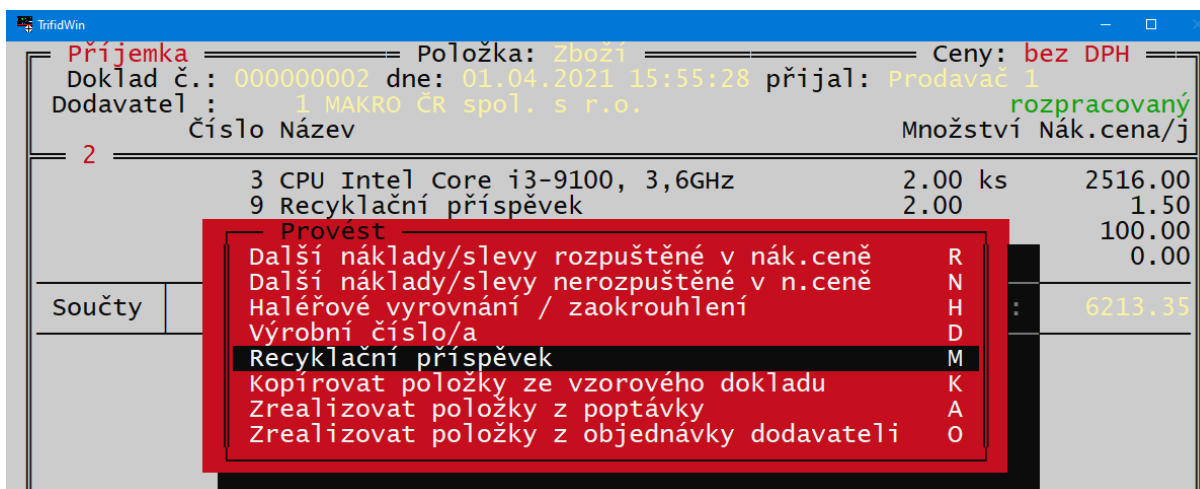 TrifidWin
Příjemka Položka: Zboží Ceny: bez DPH
Doklad č.: 000000002 dne: 01.04.2021 15:55:28 přijal: Prodavač 1
Dodavatel : 1 MAKRO ČR spol. s r.o. rozpracovaný
Číslo Název Množství Nák.cena/j
2
3 CPU Intel Core i3-9100, 3,6GHz 2.00 ks 2516.00
9 Recyklační příspěvek 2.00 1.50
100.00
0.00
Provést
Další náklady/slevy rozpuštěné v nák.ceně R
Další náklady/slevy nerozpuštěné v n.ceně N
Haléřové vyrovnání / zaokrouhlení H
Výrobní číslo/a D
Recyklační příspěvek M
Kopírovat položky ze vzorového dokladu K
Zrealizovat položky z poptávky A
Zrealizovat položky z objednávky dodavateli O
Součty : 6213.35